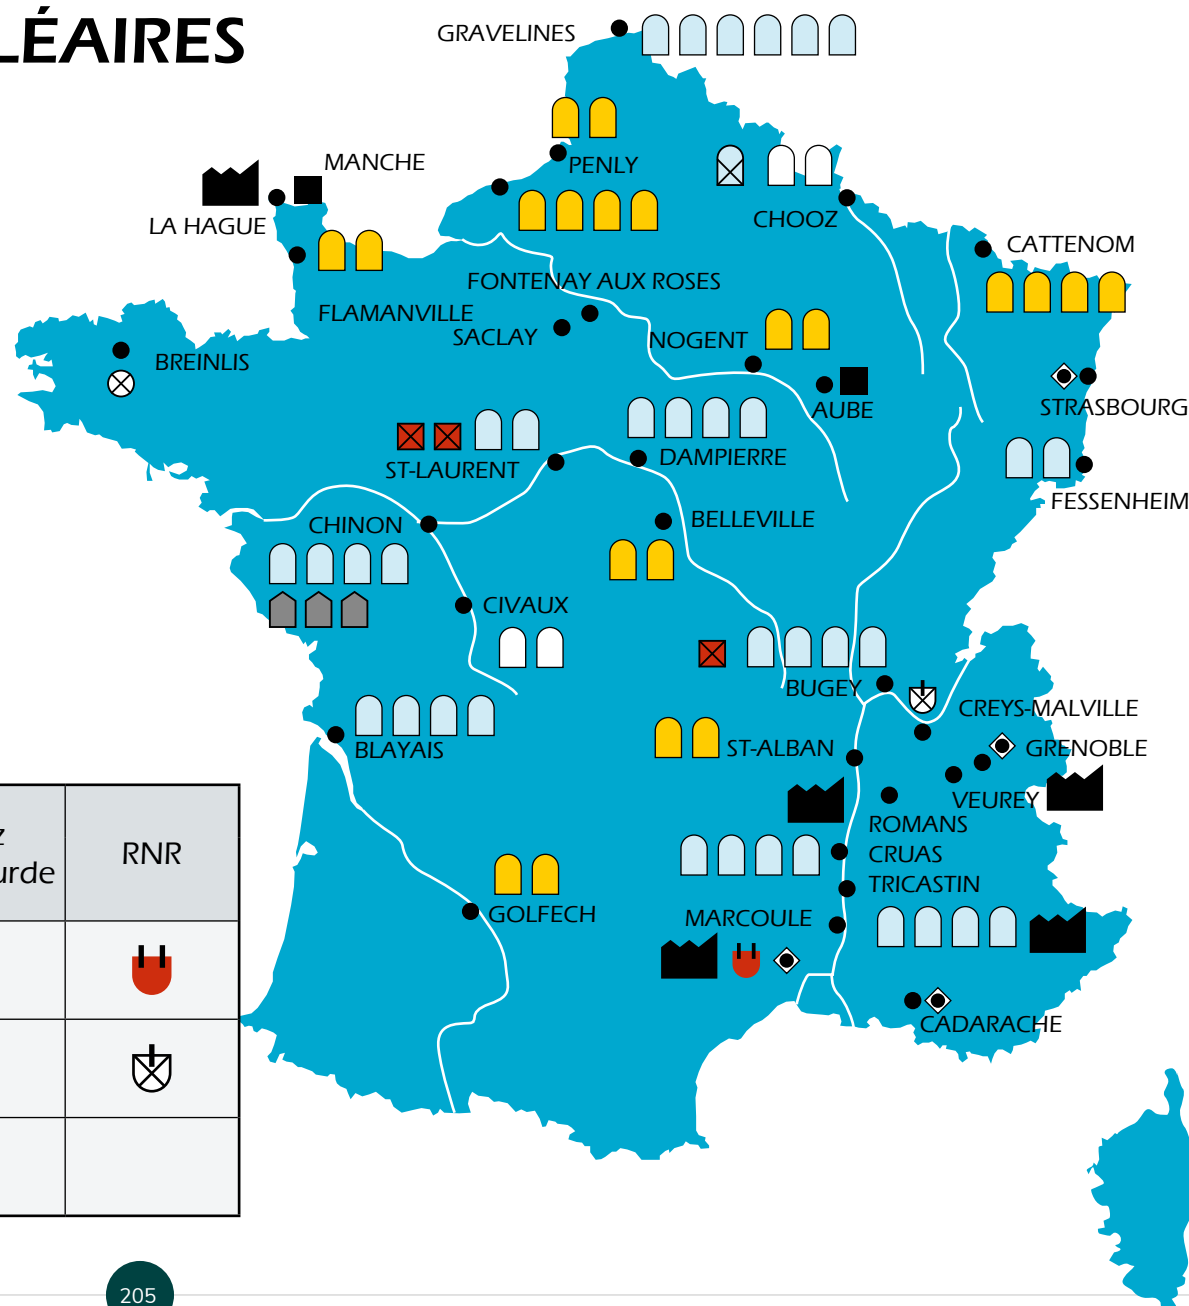 LÉAIRES
GRAVELINES
MANCHE
PENLY
LA HAGUE
CHOOZ
CATTENOM
FONTENAY AUX ROSES
FLAMANVILLE
SACLAY
NOGENT
BREINLIS
AUBE
STRASBOURG
ST-LAURENT
DAMPIERRE
FESSENHEIM
CHINON
BELLEVILLE
CIVAUX
BUGEY
CREYS-MALVILLE
BLAYAIS
ST-ALBAN
GRENOBLE
VEUREY
ROMANS
CRUAS
TRICASTIN
GOLFECH
MARCOULE
CADARACHE
z
urde
RNR
205